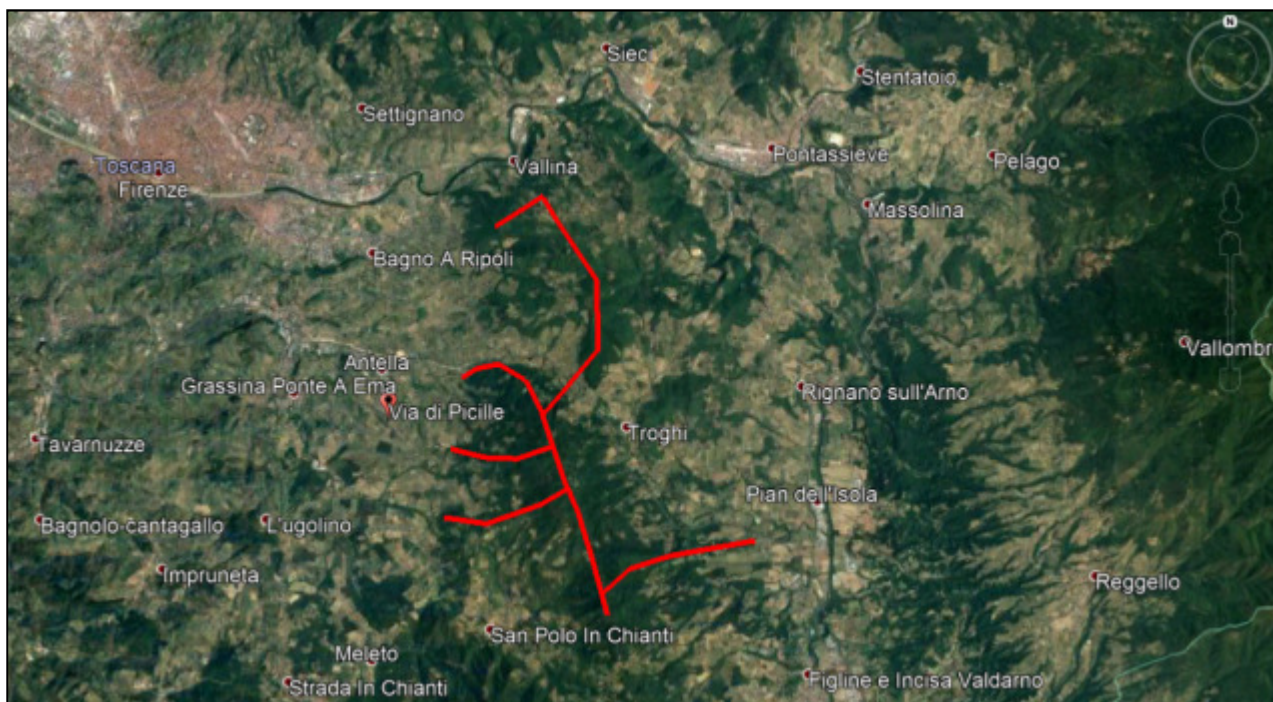 N
Sieci
Stentatoio
Settignano
Pontassieve
Vallina
Pelago
Toscana
Firenze
Massolina
Bagno A Ripoli
Vallombr
Antella
Grassina Ponte A Ema
Rignano sull'Arno
Via di Picille
Troghi
Tavarnuzze
Pian dell'Isola
Bagnolo-cantagallo
L'ugolino
Impruneta
Reggello
San Polo In Chianti
Meleto
Strada In Chianti
Figline e Incisa Valdarno